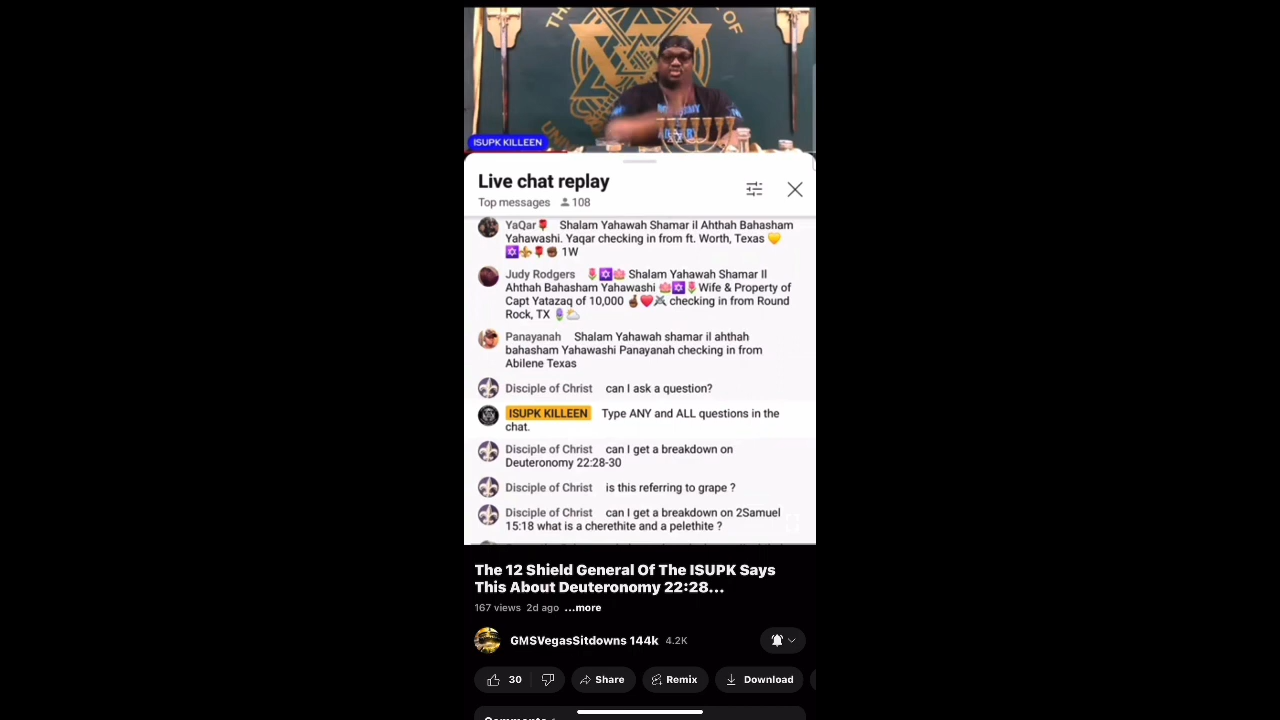 TH
OF
UNI
ISUPK KILLEEN
Live chat replay
Top messages 108
YaQar🌹 Shalam Yahawah Shamar il Ahthah Bahasham
Yahawashi. Yaqar checking in from ft. Worth, Texas 💛
🔯⚜️🌹✊🏿 1W
Judy Rodgers 🌷🔯🪷 Shalam Yahawah Shamar Il
Ahthah Bahasham Yahawashi 🪷🔯🌷Wife & Property of
Capt Yatazaq of 10,000 ☝🏿❤️⚔️ checking in from Round
Rock, TX 🪻🌥️
Panayanah Shalam Yahawah shamar il ahthah
bahasham Yahawashi Panayanah checking in from
Abilene Texas
Disciple of Christ can I ask a question?
ISUPK KILLEEN Type ANY and ALL questions in the
chat.
Disciple of Christ can I get a breakdown on
Deuteronomy 22:28-30
Disciple of Christ is this referring to grape ?
Disciple of Christ can I get a breakdown on 2Samuel
15:18 what is a cherethite and a pelethite ?
The 12 Shield General Of The ISUPK Says
This About Deuteronomy 22:28...
167 views 2d ago ...more
GMSVegasSitdowns 144k 4.2K
30 Share Remix Download
Comments